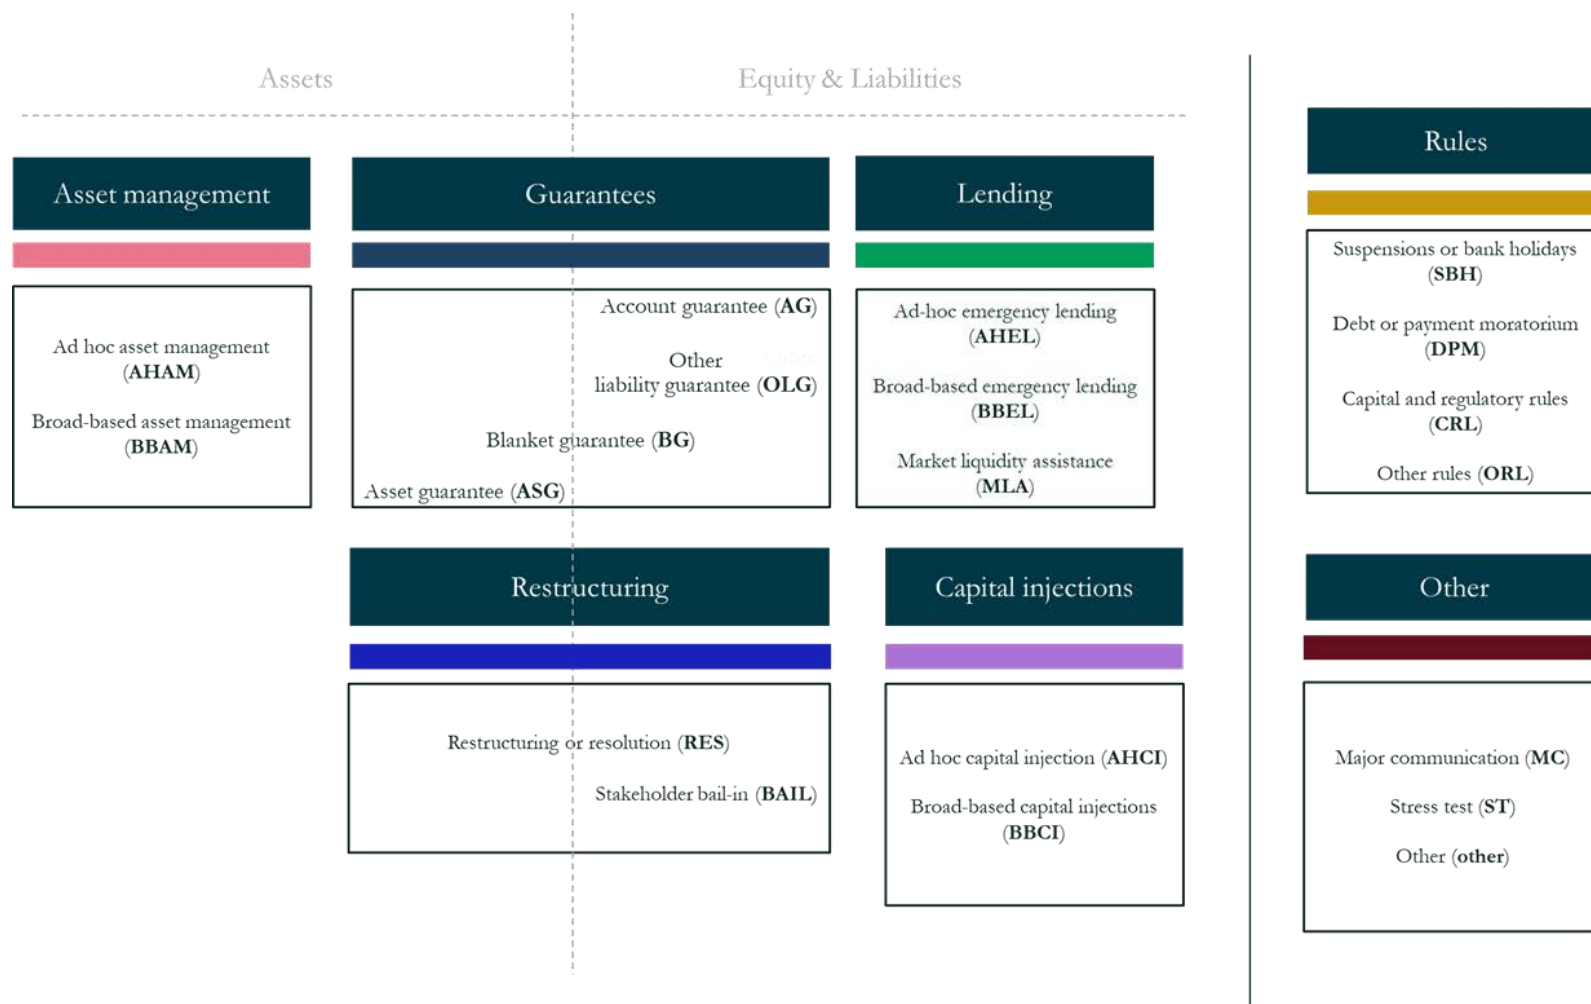 Assets
Equity & Liabilities
Asset management
Ad hoc asset management
(AHAM)
Broad-based asset management
(BBAM)
Guarantees
Account guarantee (AG)
Other
liability guarantee (OLG)
Blanket guarantee (BG)
Asset guarantee (ASG)
Lending
Ad-hoc emergency lending
(AHEL)
Broad-based emergency lending
(BBEL)
Market liquidity assistance
(MLA)
Restructuring
Restructuring or resolution (RES)
Stakeholder bail-in (BAIL)
Capital injections
Ad hoc capital injection (AHCI)
Broad-based capital injections
(BBCI)
Rules
Suspensions or bank holidays
(SBH)
Debt or payment moratorium
(DPM)
Capital and regulatory rules
(CRL)
Other rules (ORL)
Other
Major communication (MC)
Stress test (ST)
Other (other)